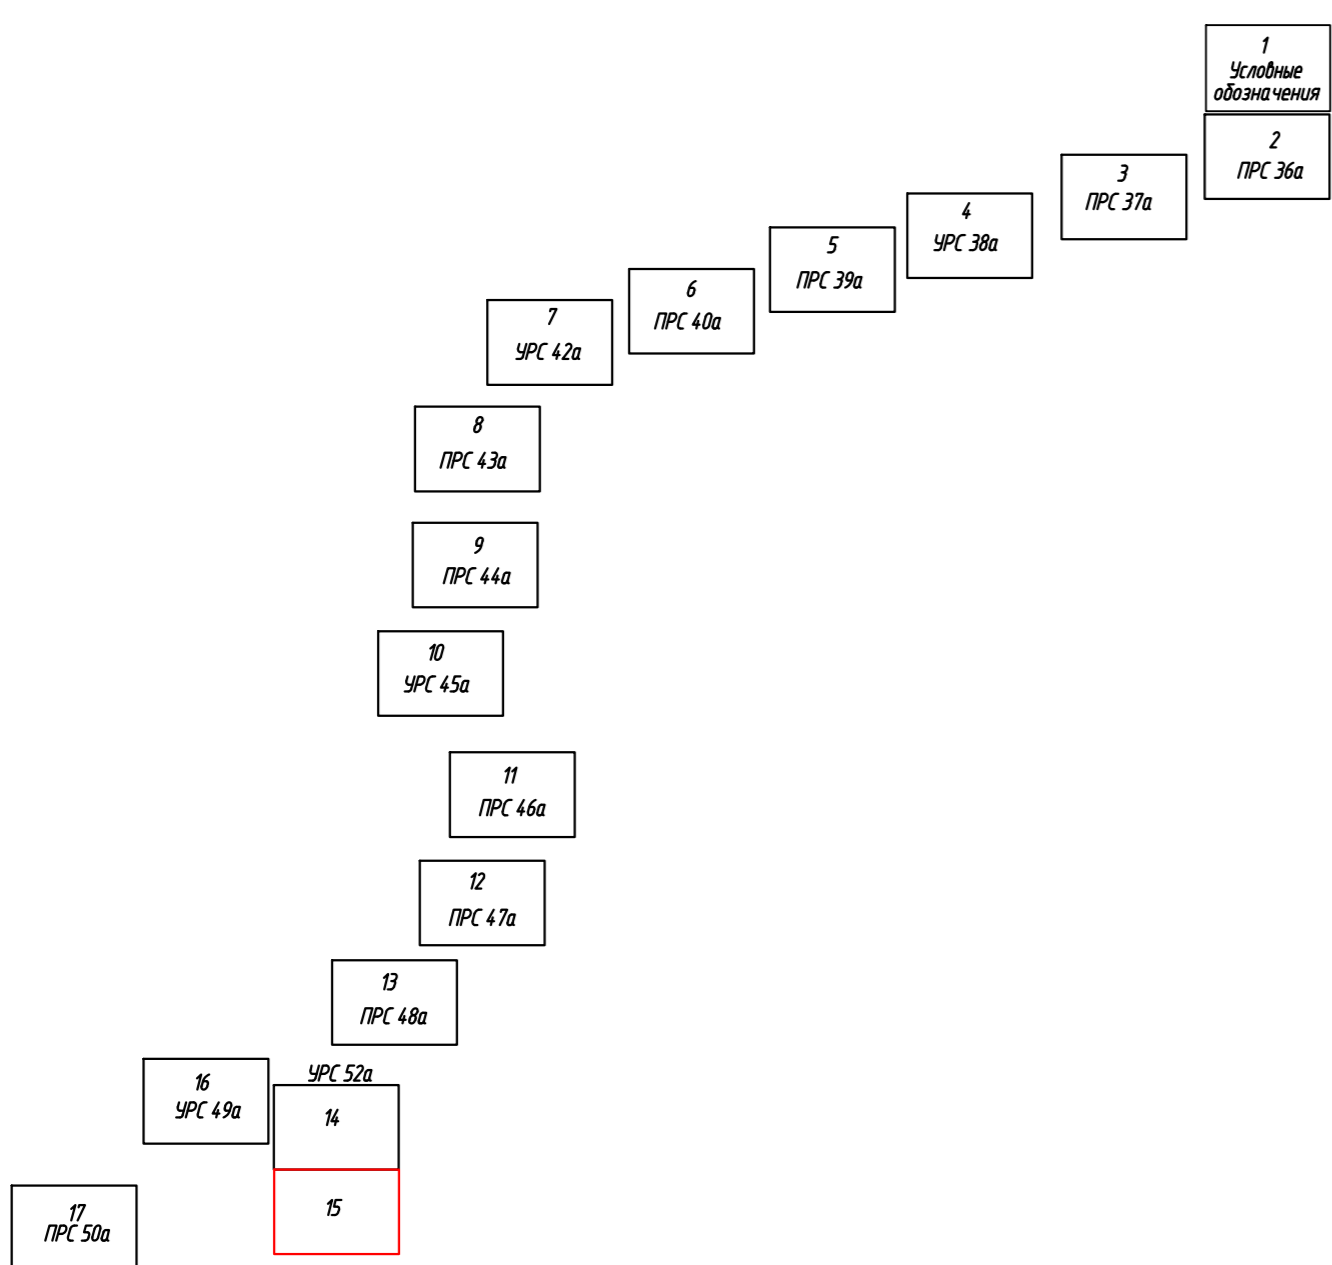 1
Условные
обозначения
2
ПРС 36а
3
ПРС 37а
4
УРС 38а
5
ПРС 39а
6
ПРС 40а
7
УРС 42а
8
ПРС 43а
9
ПРС 44а
10
УРС 45а
11
ПРС 46а
12
ПРС 47а
13
ПРС 48а
УРС 52а
14
15
16
УРС 49а
17
ПРС 50а